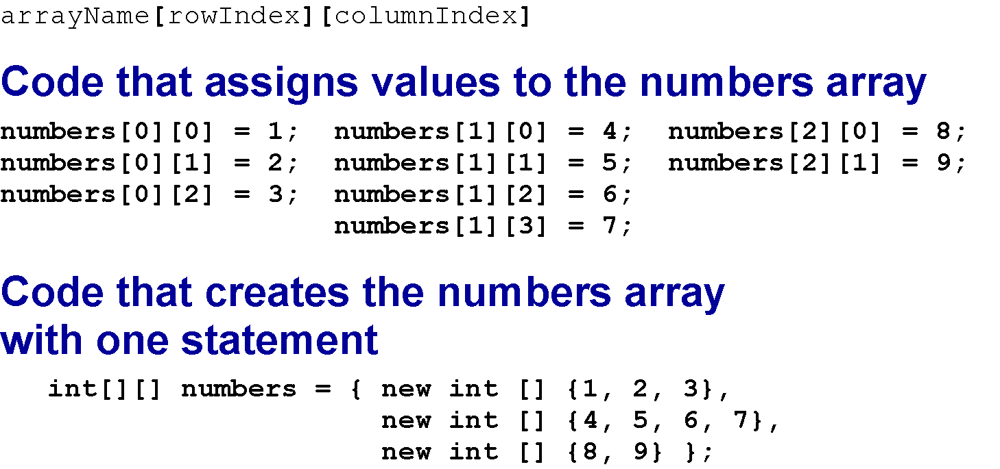 arrayName[rowIndex][columnIndex]
Code that assigns values to the numbers array
numbers[0][0] = 1;  numbers[1][0] = 4;  numbers[2][0] = 8;
numbers[0][1] = 2;  numbers[1][1] = 5;  numbers[2][1] = 9;
numbers[0][2] = 3;  numbers[1][2] = 6;
numbers[1][3] = 7;
Code that creates the numbers array
with one statement
int[][] numbers = { new int [] {1, 2, 3},
new int [] {4, 5, 6, 7},
new int [] {8, 9} };